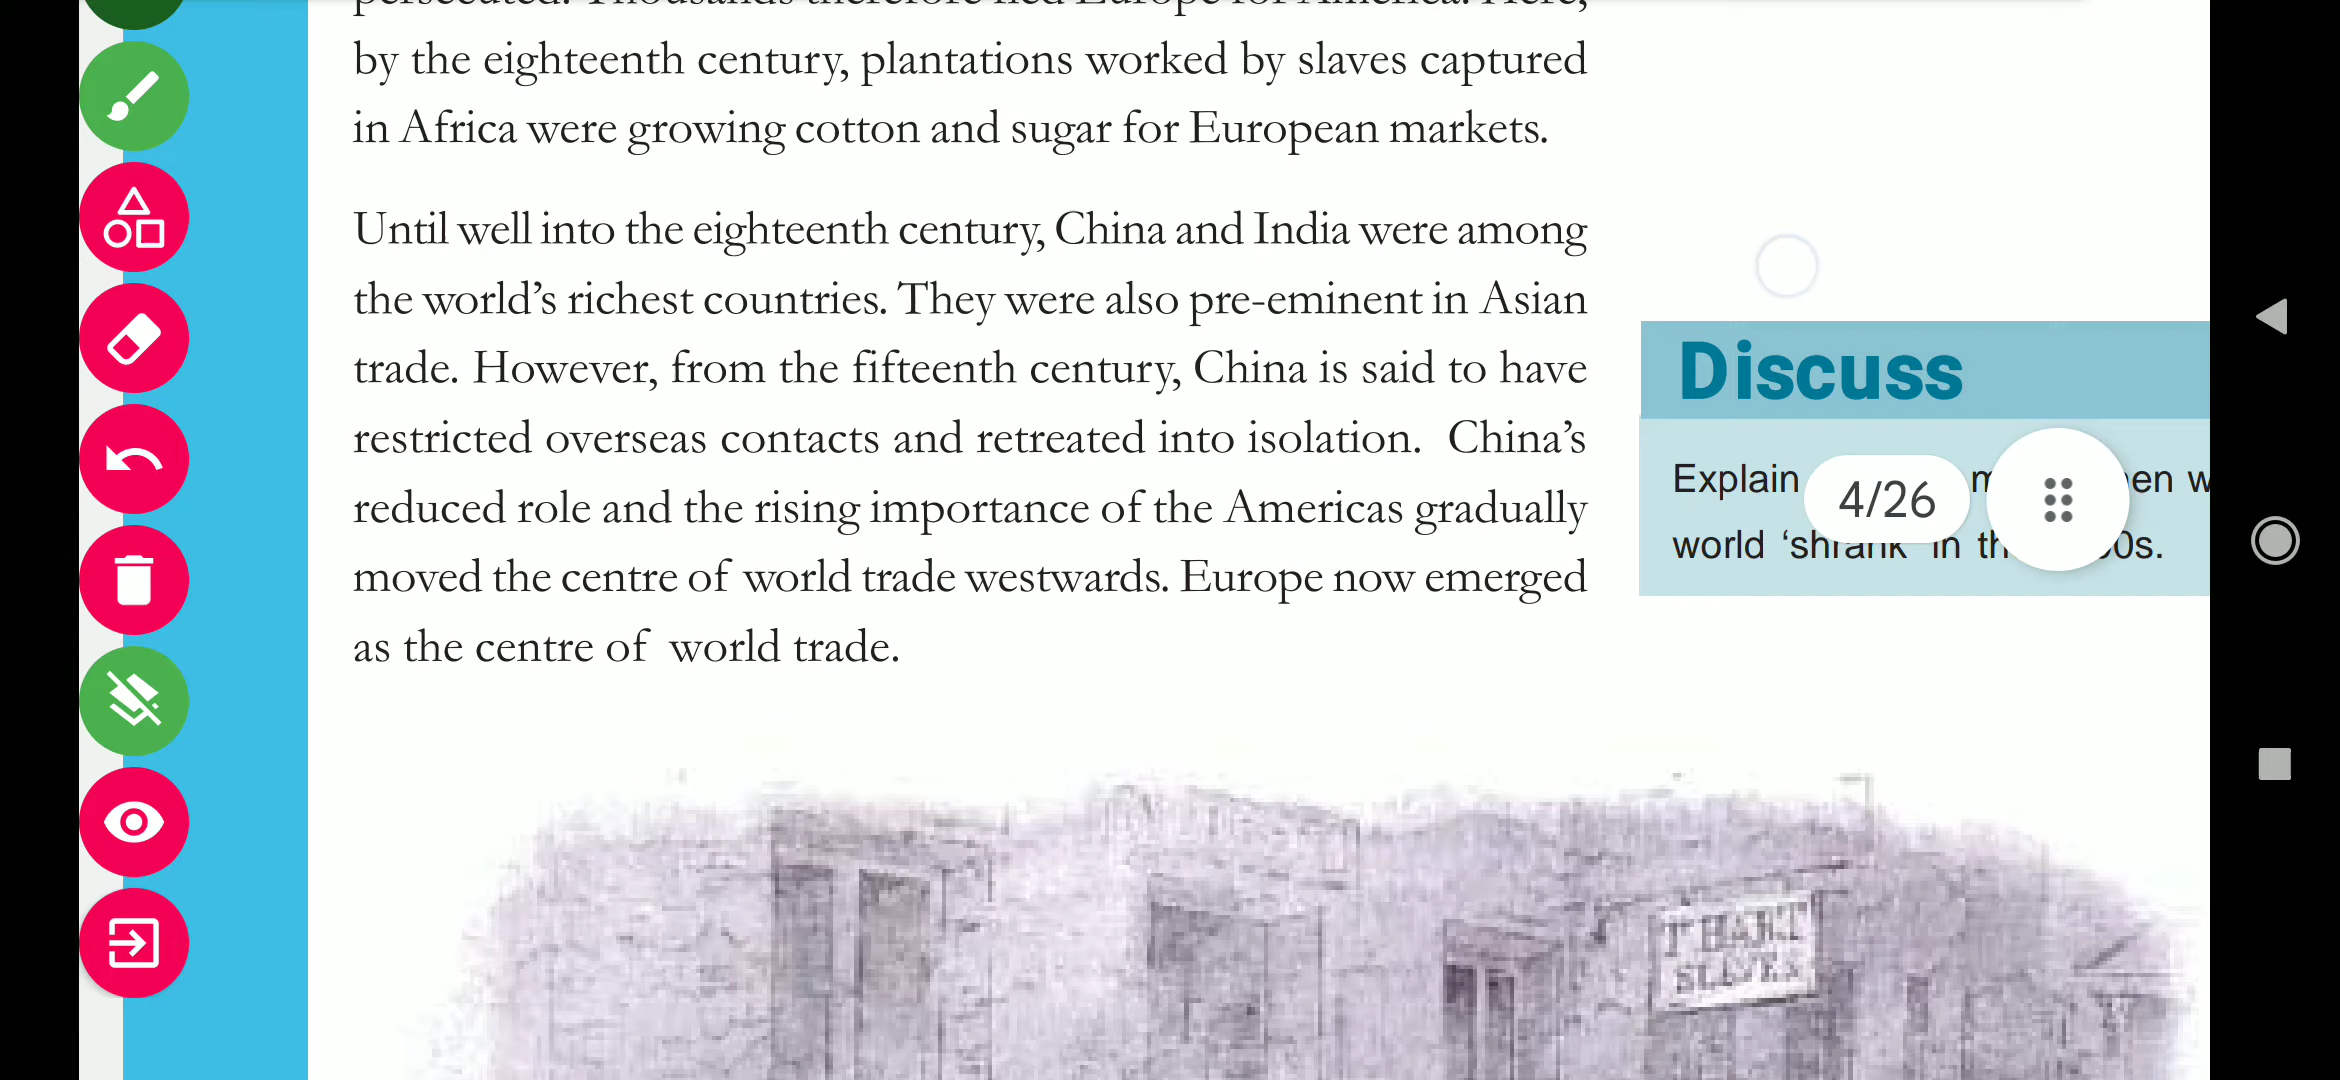 by the eighteenth century, plantations worked by slaves captured
in Africa were growing cotton and sugar for European markets.
Until well into the eighteenth century, China and India were among
the world's richest countries. They were also pre-eminent in Asian
trade. However, from the fifteenth century, China is said to have
restricted overseas contacts and retreated into isolation.  China's
reduced role and the rising importance of the Americas gradually
moved the centre of world trade westwards. Europe now emerged
as the centre of world trade.
Discuss
Explain
world 'shrank' in
4/26
SLAVES